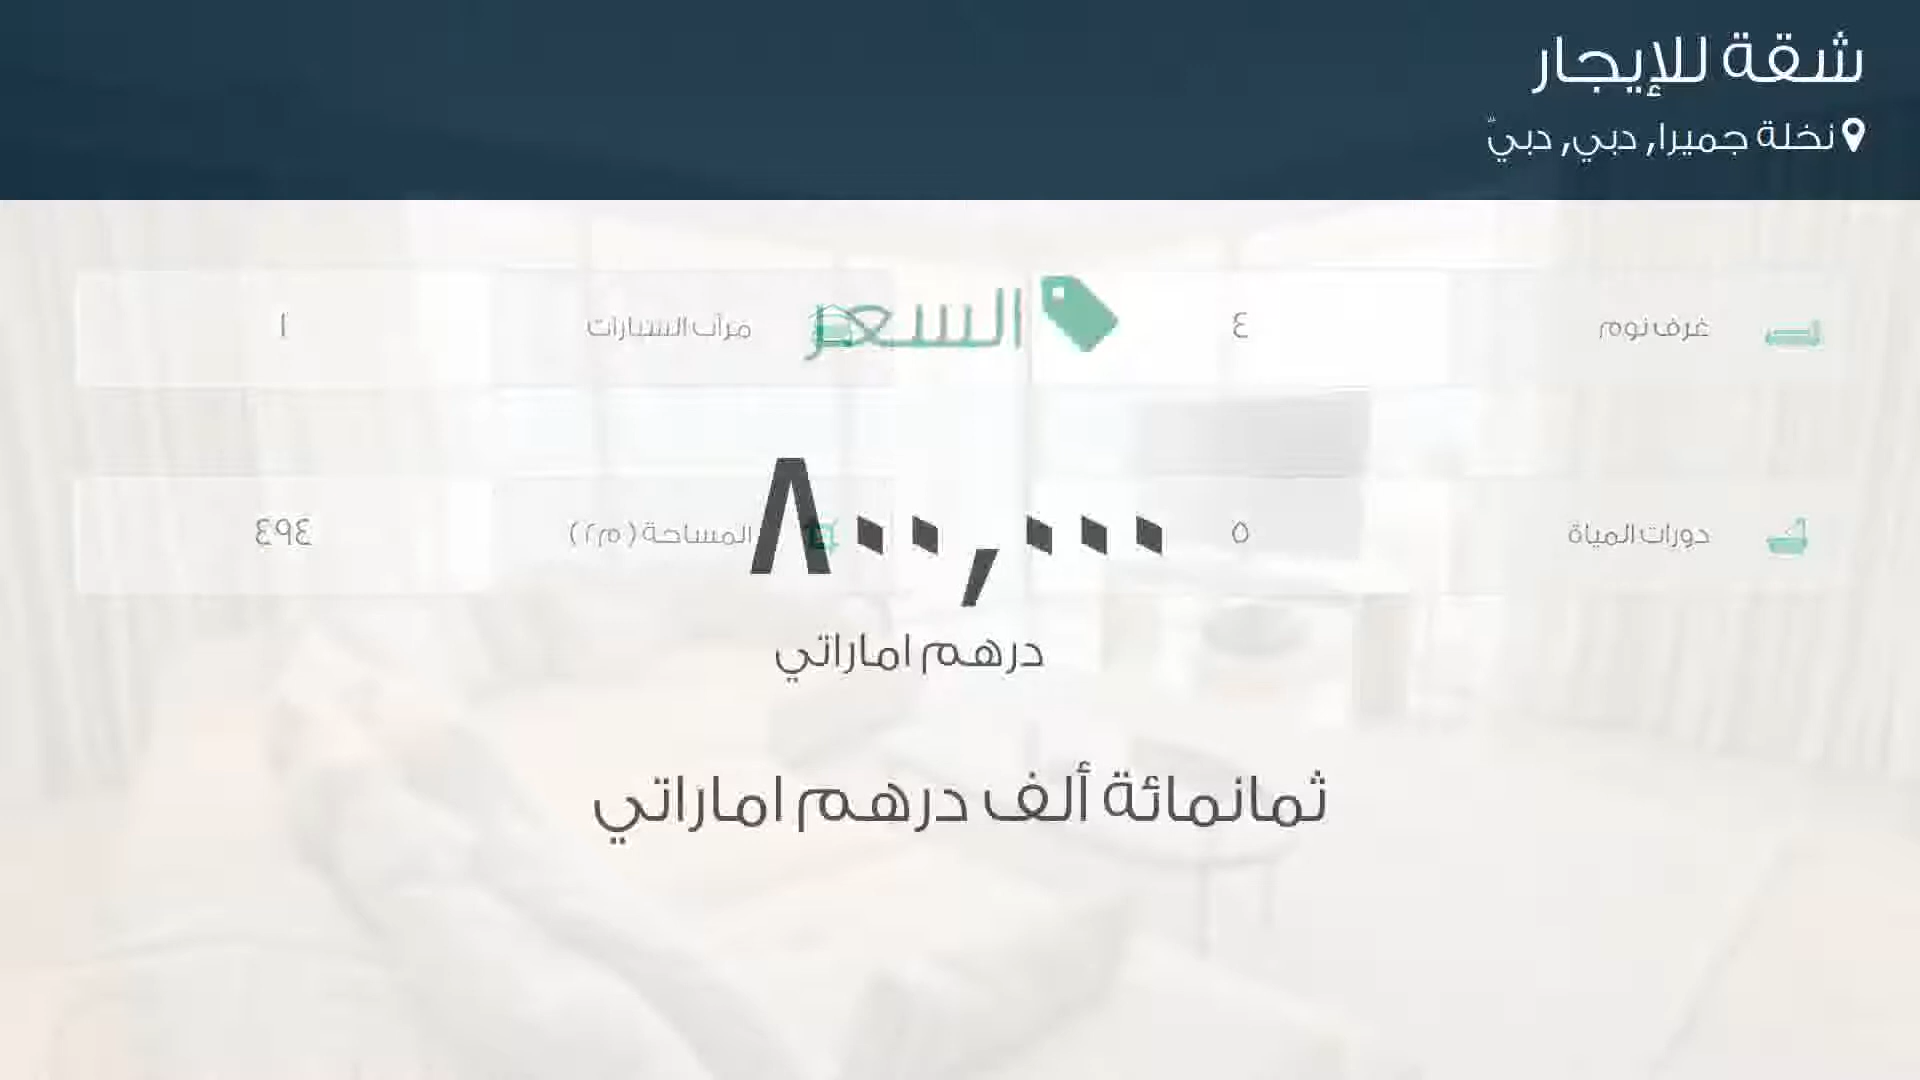 شقة للإيجار
نخلة جميرا, دبي, دبيّ
السعر
غرف نوم ٤
مرآب السيارات ١
دورات المياة ٥
المساحة (م٢) ٤٩٤
٨٠٠,٠٠٠
درهم اماراتي
ثمانمائة ألف درهم اماراتي